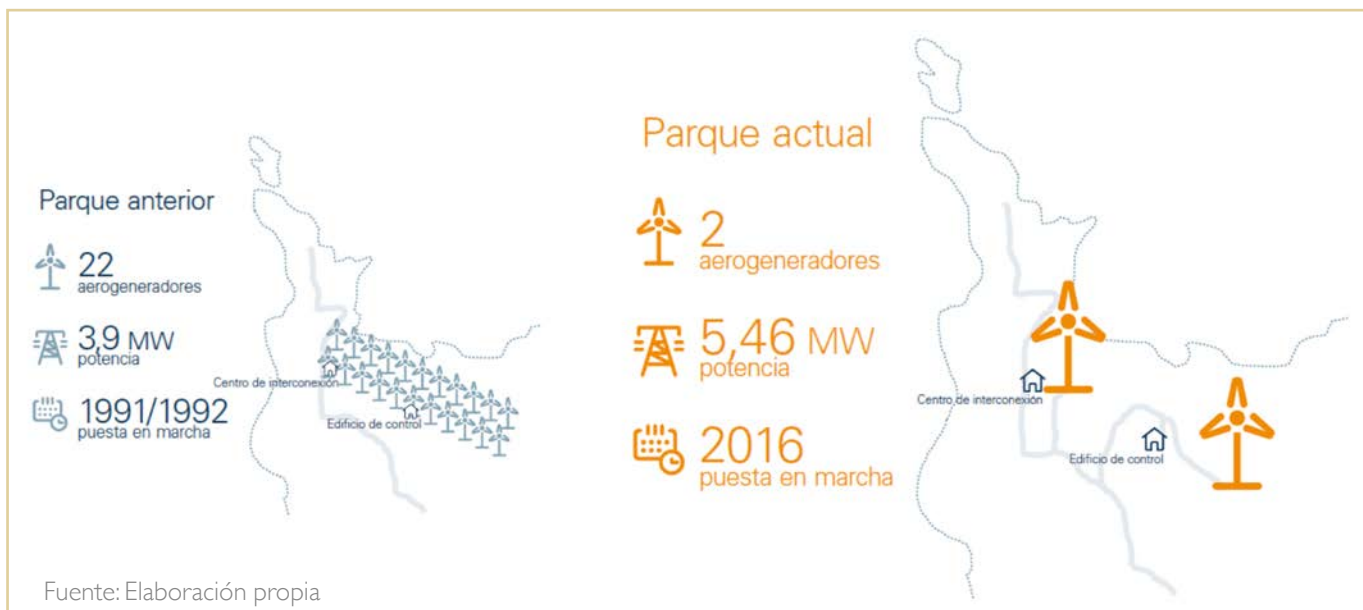 Parque anterior
22
aerogeneradores
3,9 MW
potencia
1991/1992
puesta en marcha
Centro de interconexión
Edificio de control
Parque actual
2
aerogeneradores
5,46 MW
potencia
2016
puesta en marcha
Centro de interconexión
Edificio de control
Fuente: Elaboración propia